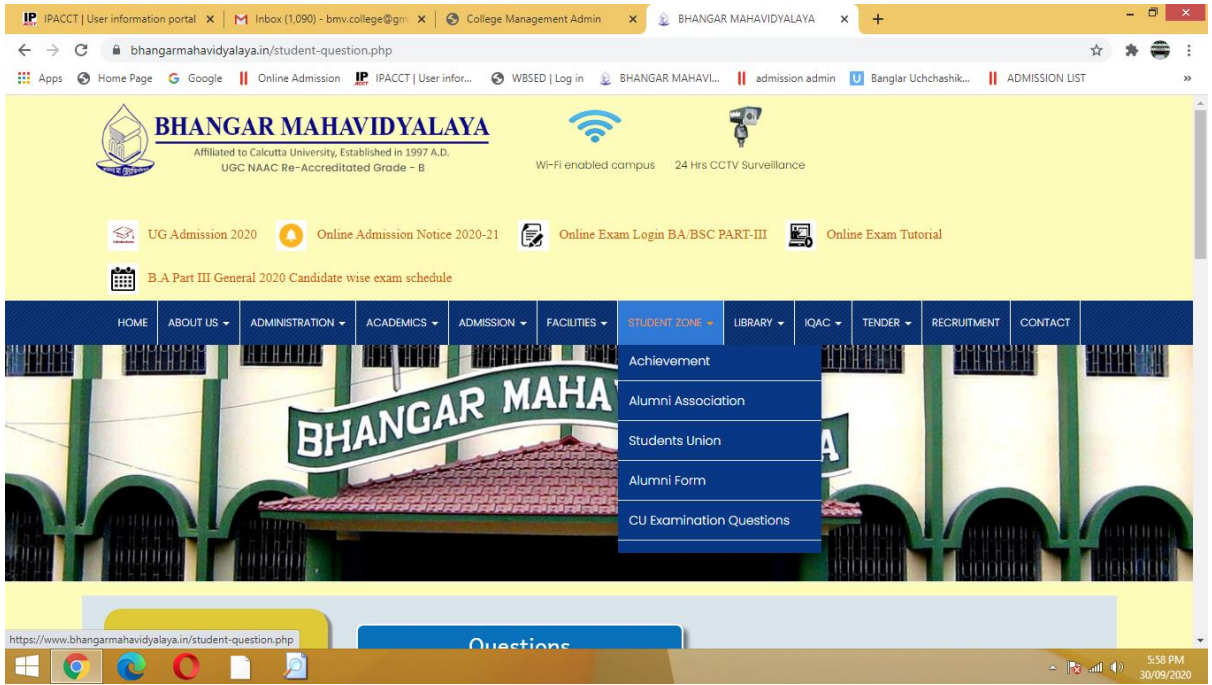 IPACCT | User information portal
Inbox (1,090) - bmv.college@gm
College Management Admin
BHANGAR MAHAVIDYALAYA
bhangarmahavidyalaya.in/student-question.php
Apps
Home Page
Google
Online Admission
IPACCT | User infor...
WBSED | Log in
BHANGAR MAHAVI...
admission admin
Banglar Uchchashik...
ADMISSION LIST
BHANGAR MAHAVIDYALAYA
Affiliated to Calcutta University, Established in 1997 A.D.
UGC NAAC Re-Accreditated Grade - B
Wi-Fi enabled campus
24 Hrs CCTV Surveillance
UG Admission 2020
Online Admission Notice 2020-21
Online Exam Login BA/BSC PART-III
Online Exam Tutorial
B.A Part III General 2020 Candidate wise exam schedule
HOME
ABOUT US
ADMINISTRATION
ACADEMICS
ADMISSION
FACILITIES
STUDENT ZONE
LIBRARY
IQAC
TENDER
RECRUITMENT
CONTACT
Achievement
Alumni Association
Students Union
Alumni Form
CU Examination Questions
BHANGAR MAHA
A
Questions
https://www.bhangarmahavidyalaya.in/student-question.php
5:58 PM
30/09/2020